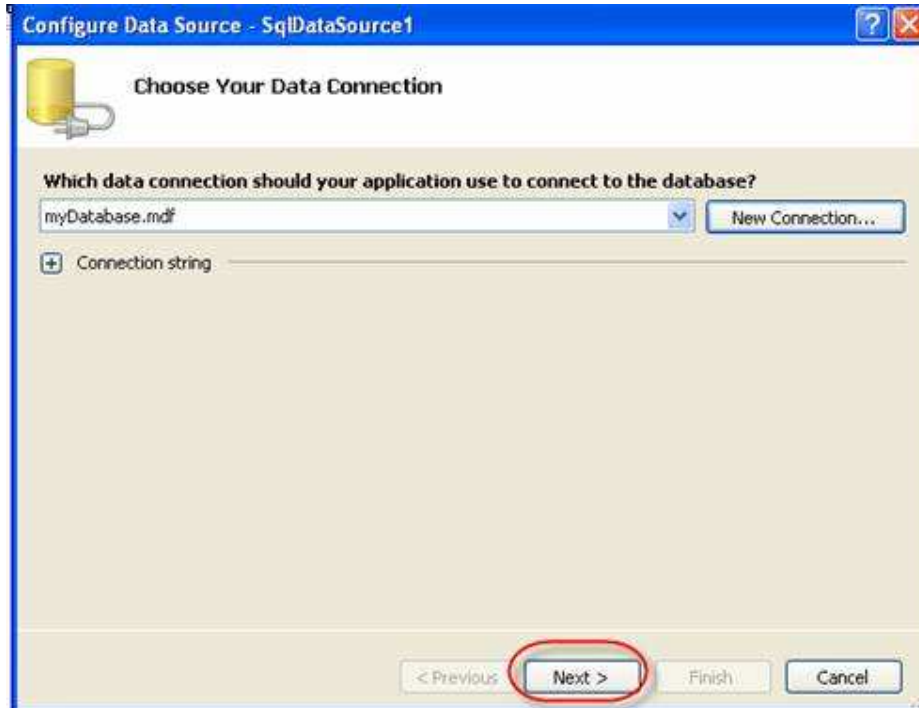 Configure Data Source - SqlDataSource1
Choose Your Data Connection
Which data connection should your application use to connect to the database?
myDatabase.mdf
New Connection...
Connection string
< Previous
Next >
Finish
Cancel